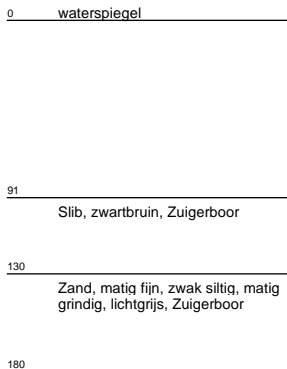 0 waterspiegel
91
Slib, zwartbruin, Zuigerboor
130
Zand, matig fijn, zwak siltig, matig
grindig, lichtgrijs, Zuigerboor
180